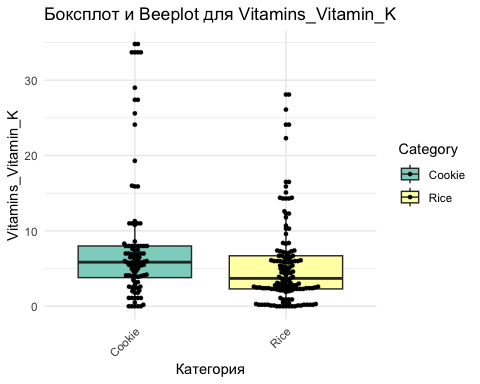 Боксплот и Beeplot для Vitamins_Vitamin_K
Vitamins_Vitamin_K
30
20
10
0
Cookie
Rice
Категория
Category
Cookie
Rice